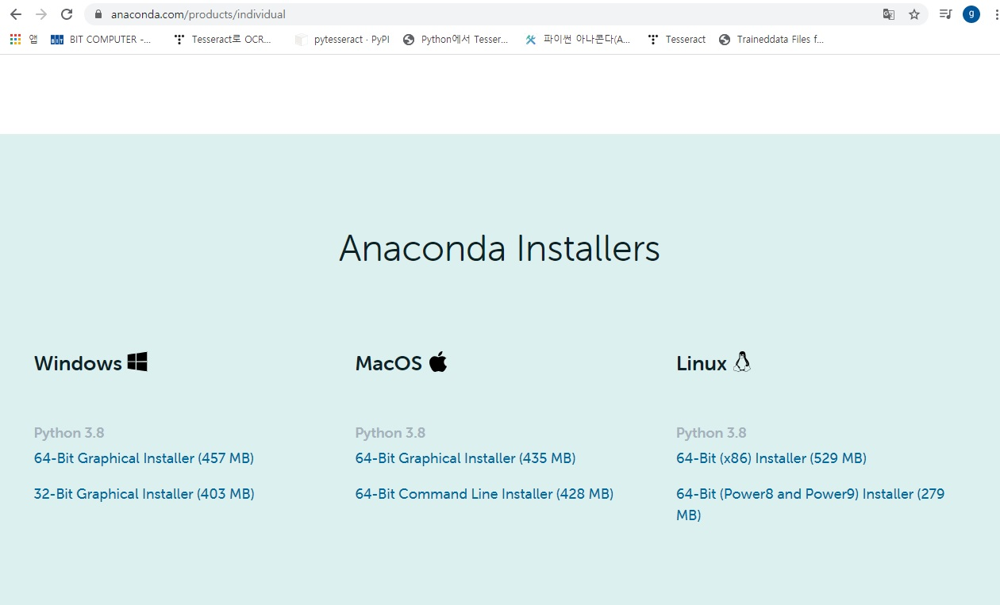 anaconda.com/products/individual
g
앱
BIT COMPUTER -...
Tesseract로 OCR...
pytesseract · PyPI
Python에서 Tesser...
파이썬 아나콘다(A...
Tesseract
Traineddata Files f...
Anaconda Installers
Windows
MacOS
Linux
Python 3.8
Python 3.8
Python 3.8
64-Bit Graphical Installer (457 MB)
64-Bit Graphical Installer (435 MB)
64-Bit (x86) Installer (529 MB)
32-Bit Graphical Installer (403 MB)
64-Bit Command Line Installer (428 MB)
64-Bit (Power8 and Power9) Installer (279
MB)